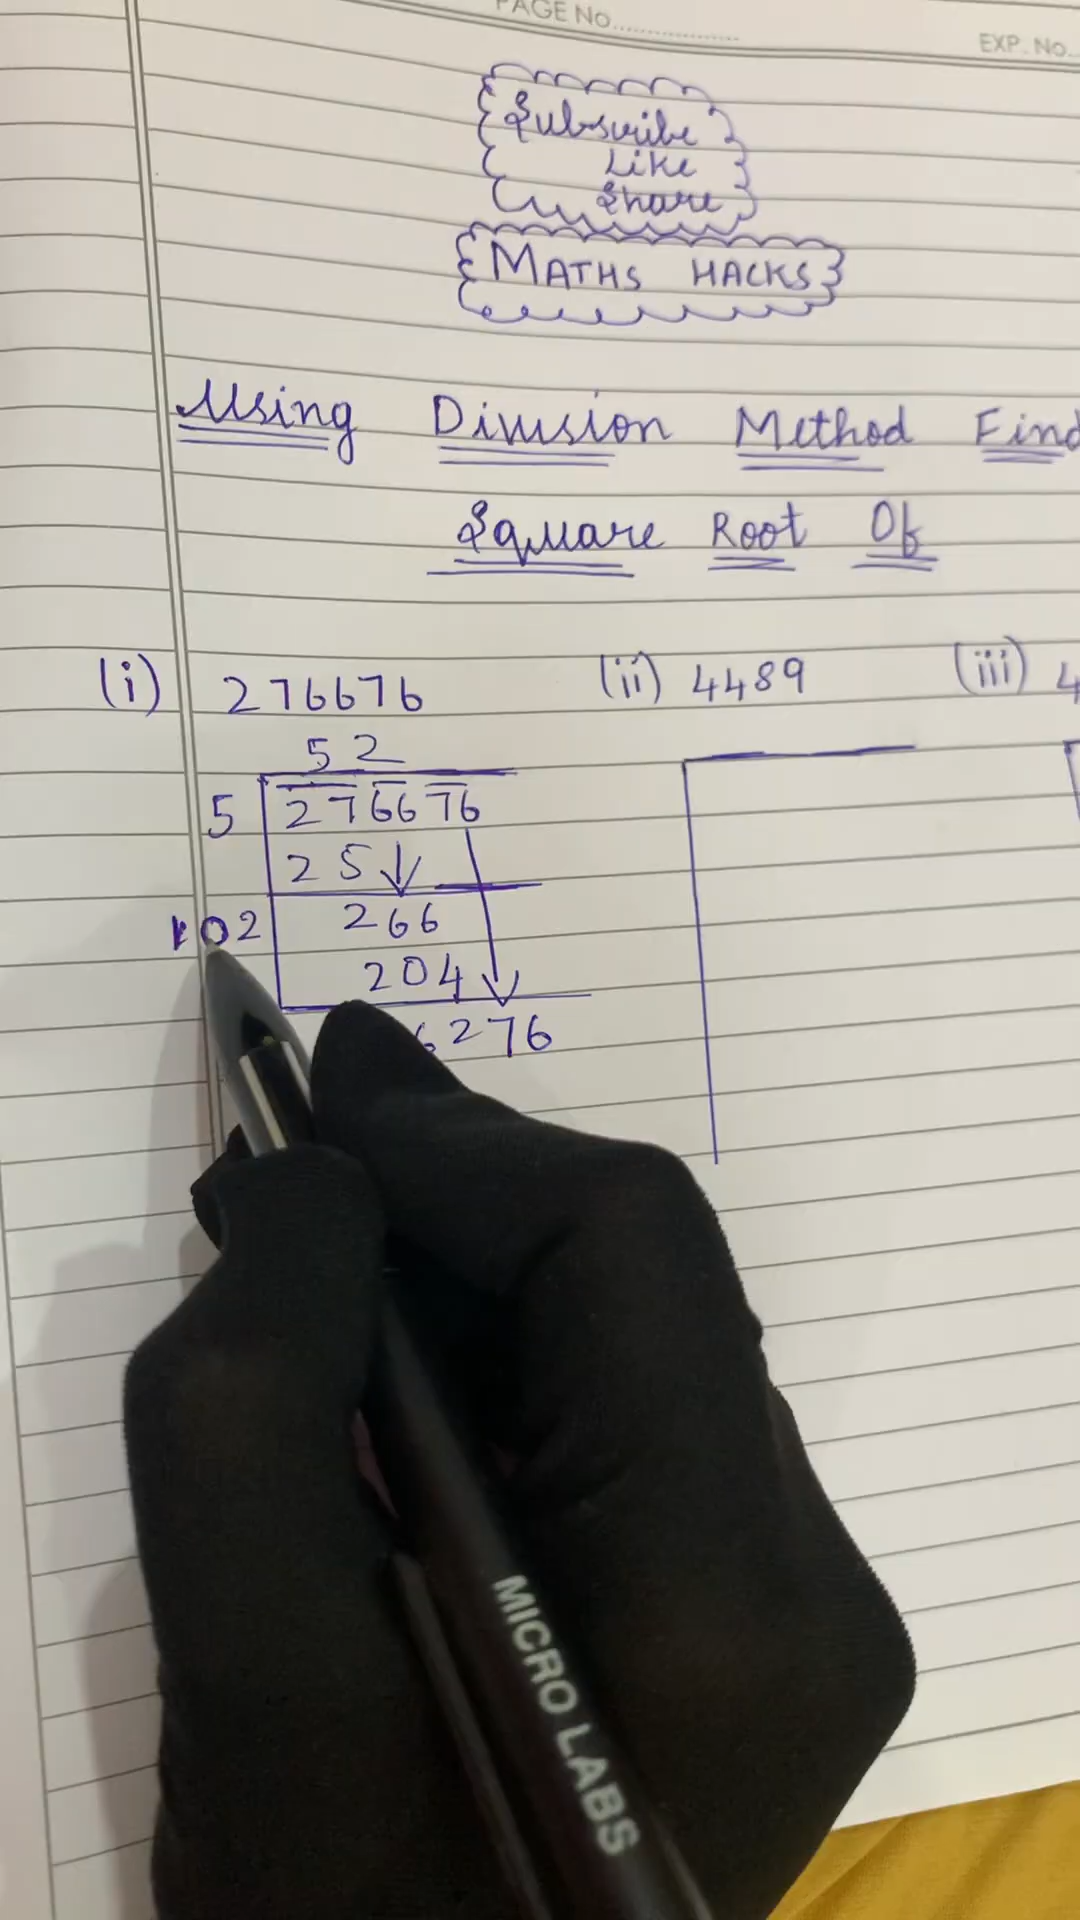 PAGE No.
EXP. No.
Subscribe
Like
Share
MATHS HACKS
Using Division Method Find
Square Root Of
(i) 276676 (ii) 4489 (iii) 4
52
5 276676
25
102 266
204
6276
MICRO LABS